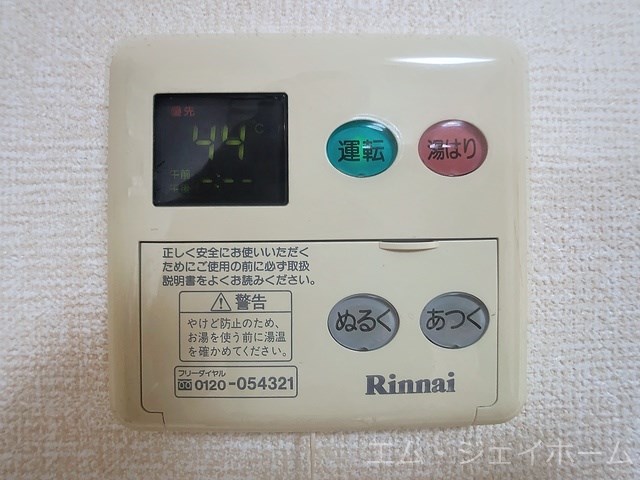 優先
44°C
午前
午後 -:--
運転
湯はり
正しく安全にお使いいただく
ためにご使用の前に必ず取扱
説明書をよくお読みください。
警告
やけど防止のため、
お湯を使う前に湯温
を確かめてください。
フリーダイヤル
0120-054321
ぬるく
あつく
Rinnai
エム・ジェイホーム